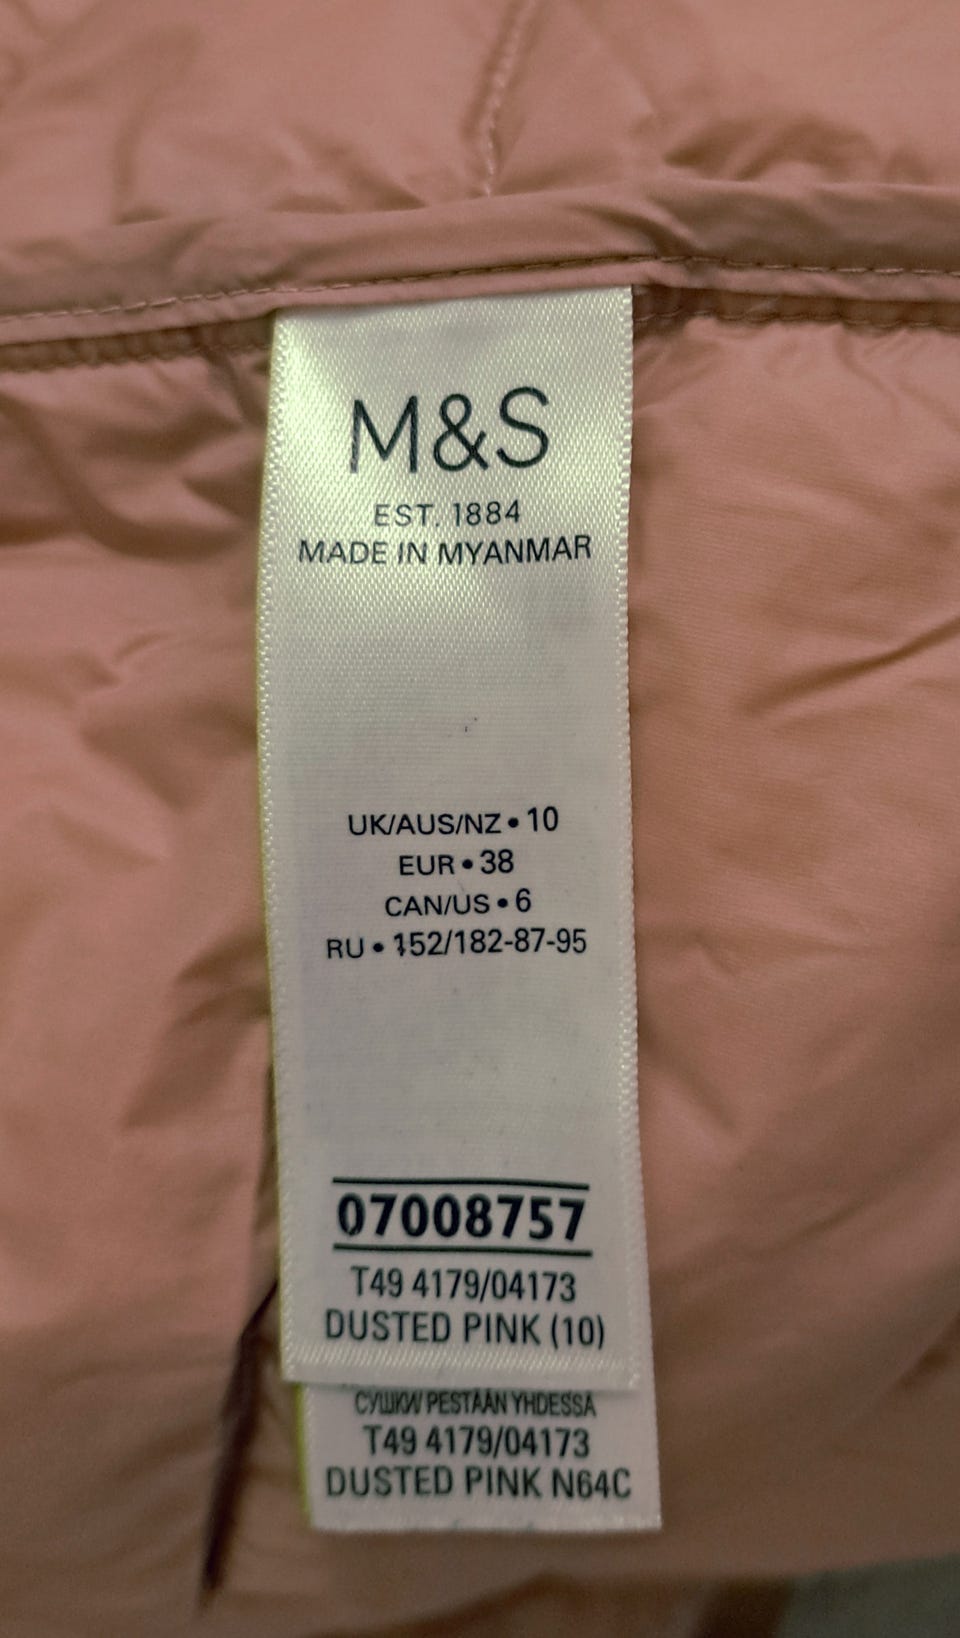 M&S
EST. 1884
MADE IN MYANMAR
UK/AUS/NZ • 10
EUR • 38
CAN/US • 6
RU • 152/182-87-95
07008757
T49 4179/04173
DUSTED PINK (10)
СУШКИ PESTÄÄN YHDESSÄ
T49 4179/04173
DUSTED PINK N64C